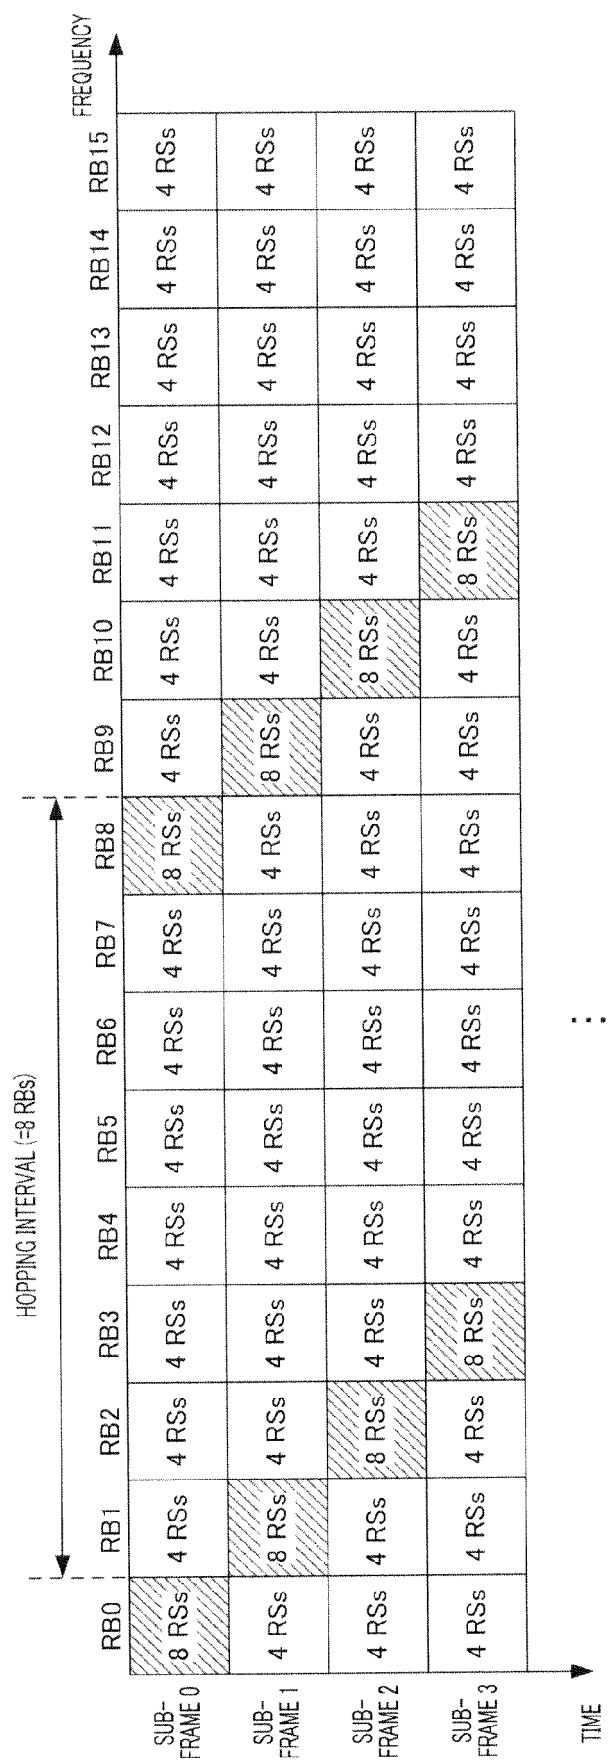 HOPPING INTERVAL (=8 RBs)
FREQUENCY
RB0 RB1 RB2 RB3 RB4 RB5 RB6 RB7 RB8 RB9 RB10 RB11 RB12 RB13 RB14 RB15
SUB-
FRAME 0
8 RSs 4 RSs 4 RSs 4 RSs 4 RSs 4 RSs 4 RSs 4 RSs 8 RSs 4 RSs 4 RSs 4 RSs 4 RSs 4 RSs 4 RSs 4 RSs
SUB-
FRAME 1
4 RSs 8 RSs 4 RSs 4 RSs 4 RSs 4 RSs 4 RSs 4 RSs 4 RSs 8 RSs 4 RSs 4 RSs 4 RSs 4 RSs 4 RSs 4 RSs
SUB-
FRAME 2
4 RSs 4 RSs 8 RSs 4 RSs 4 RSs 4 RSs 4 RSs 4 RSs 4 RSs 4 RSs 8 RSs 4 RSs 4 RSs 4 RSs 4 RSs 4 RSs
SUB-
FRAME 3
4 RSs 4 RSs 4 RSs 8 RSs 4 RSs 4 RSs 4 RSs 4 RSs 4 RSs 4 RSs 4 RSs 8 RSs 4 RSs 4 RSs 4 RSs 4 RSs
TIME
...